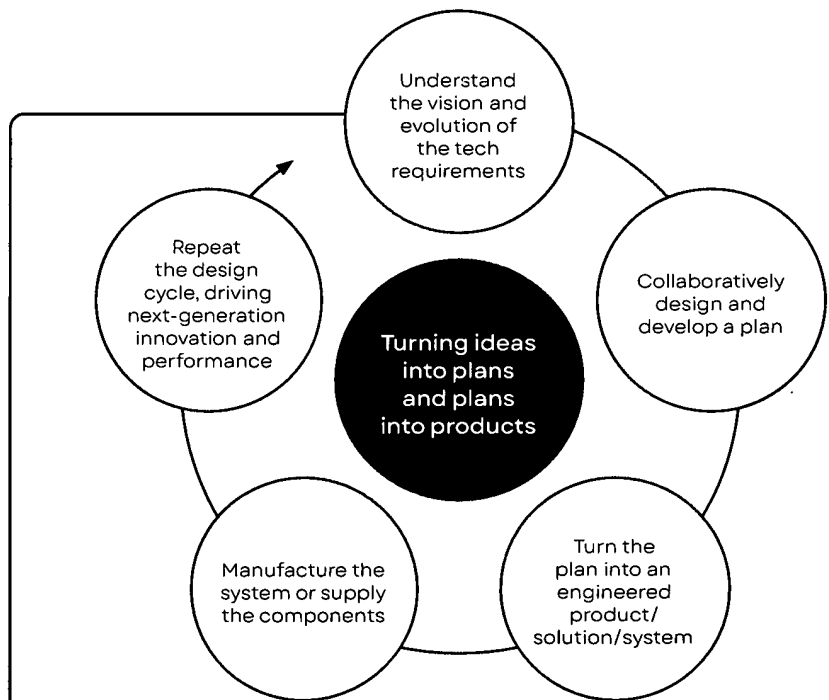 Understand
the vision and
evolution of
the tech
requirements
Collaboratively
design and
develop a plan
Turn the
plan into an
engineered
product/
solution/system
Manufacture the
system or supply
the components
Repeat
the design
cycle, driving
next-generation
innovation and
performance
Turning ideas
into plans
and plans
into products